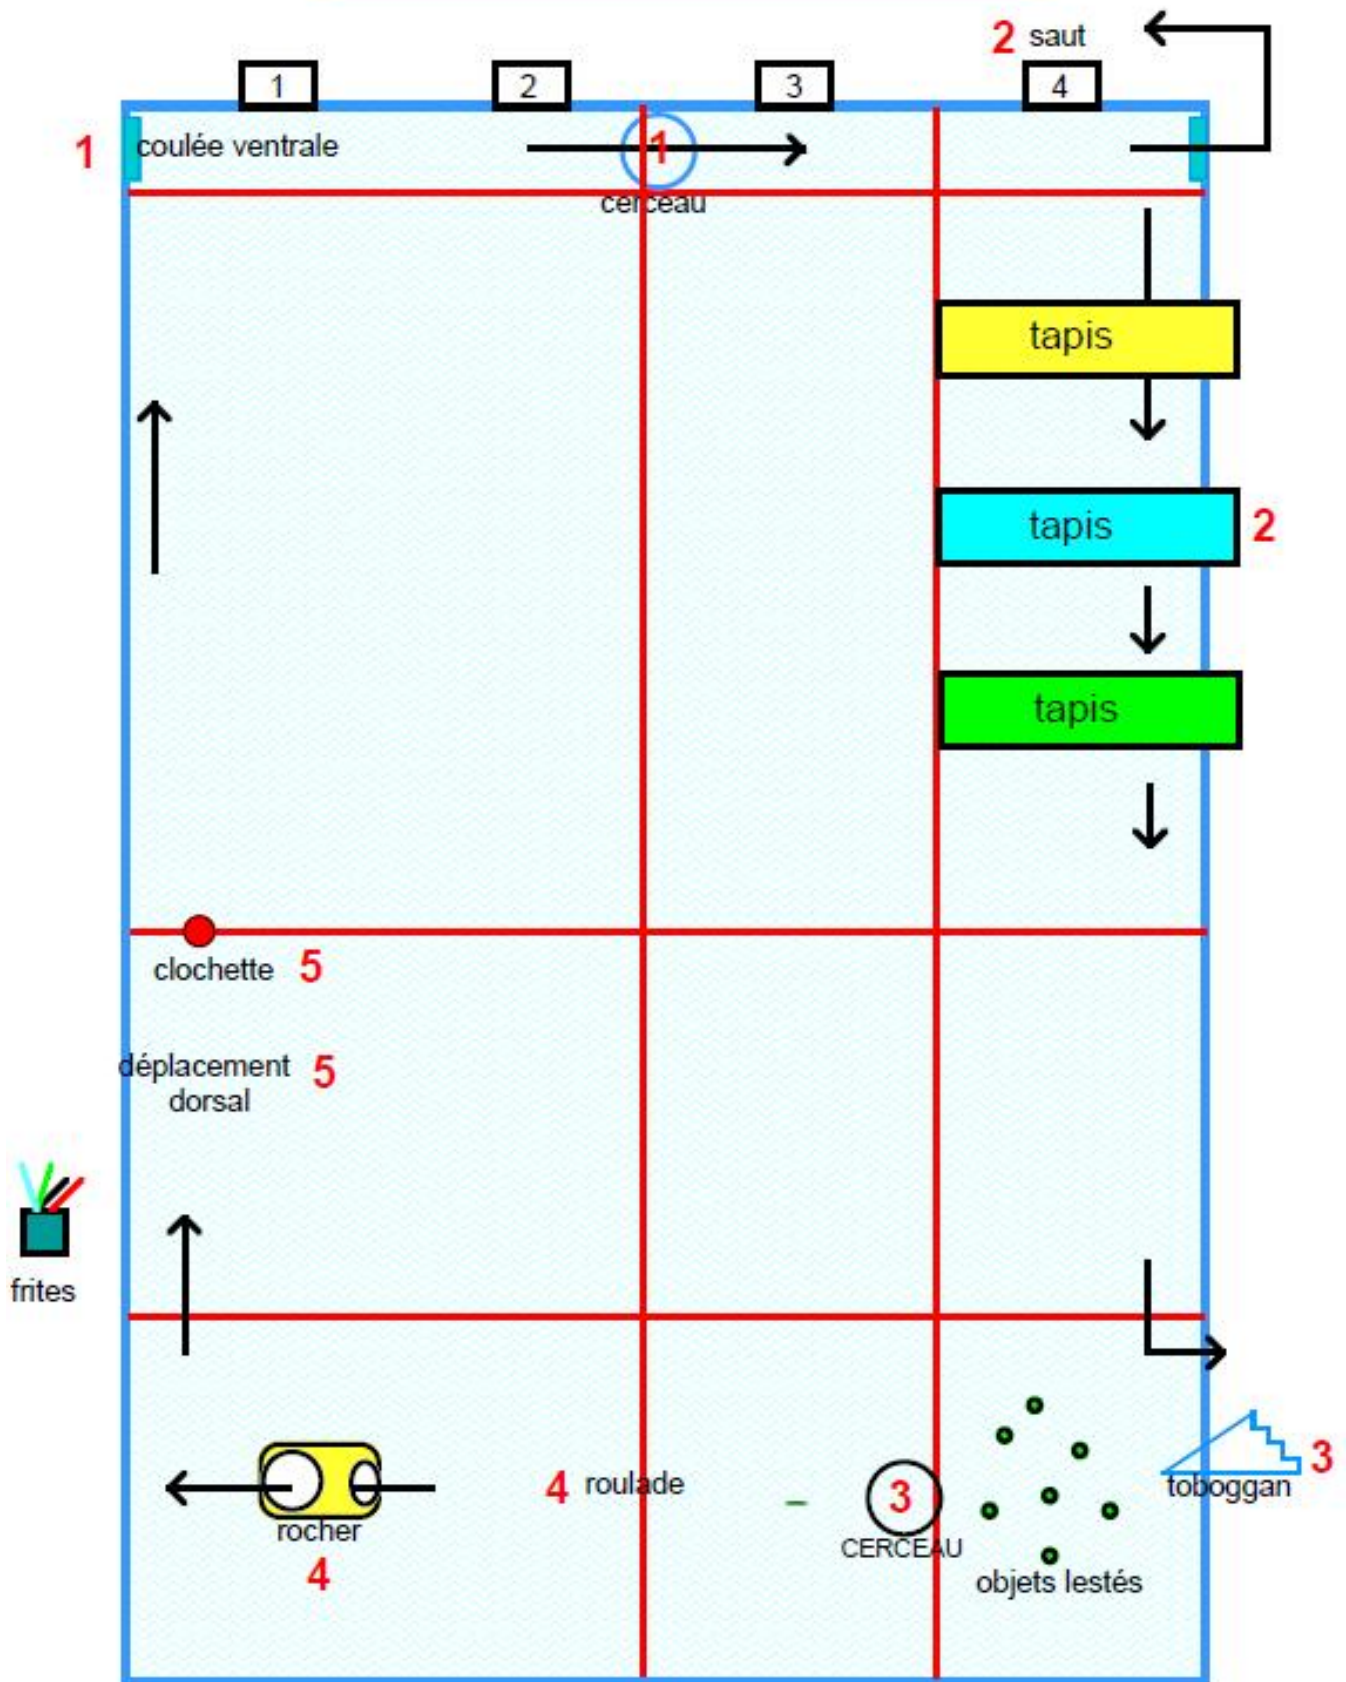 2 saut
1 2 3 4
1 coulée ventrale 1
cerceau
tapis
tapis 2
tapis
clochette 5
déplacement 5
dorsal
frites
4 roulade 3 3
rocher CERCEAU toboggan
4 objets lestés